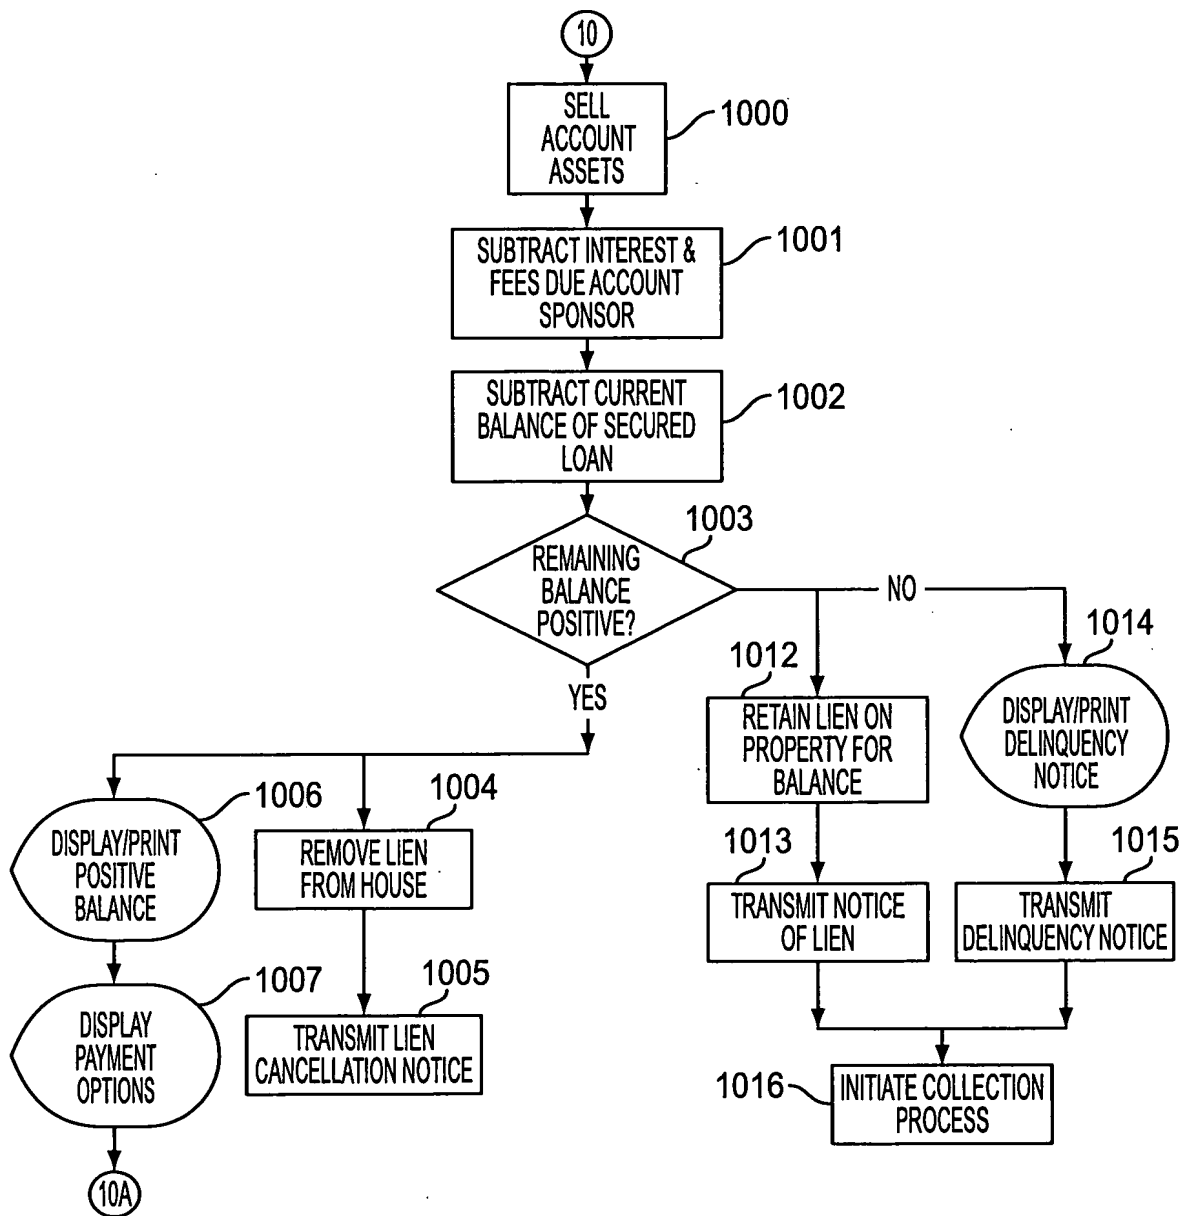 10
SELL
ACCOUNT
ASSETS
1000
SUBTRACT INTEREST &
FEES DUE ACCOUNT
SPONSOR
1001
SUBTRACT CURRENT
BALANCE OF SECURED
LOAN
1002
REMAINING
BALANCE
POSITIVE?
1003
NO
YES
1006
DISPLAY/PRINT
POSITIVE
BALANCE
1004
REMOVE LIEN
FROM HOUSE
1012
RETAIN LIEN ON
PROPERTY FOR
BALANCE
1014
DISPLAY/PRINT
DELINQUENCY
NOTICE
1007
DISPLAY
PAYMENT
OPTIONS
1005
TRANSMIT LIEN
CANCELLATION NOTICE
1013
TRANSMIT NOTICE
OF LIEN
1015
TRANSMIT
DELINQUENCY NOTICE
1016
INITIATE COLLECTION
PROCESS
10A